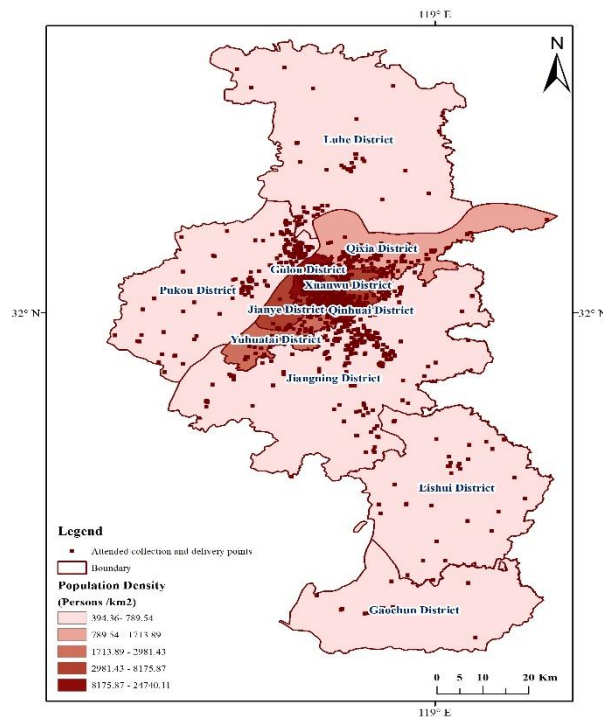 119°E
N
Luhe District
Qixia District
Gulou District
Xuanwu District
Pukou District
32° N
Jianye District
Qinhuai District
32° N
Yuhuatai District
Jiangning District
Lishui District
Gaochun District
Legend
Attended collection and delivery points
Boundary
Population Density
(Persons /km2)
394.36- 789.54
789.54 - 1713.89
1713.89 - 2981.43
2981.43 - 8175.87
8175.87 - 24740.11
0 5 10 20 Km
119° E